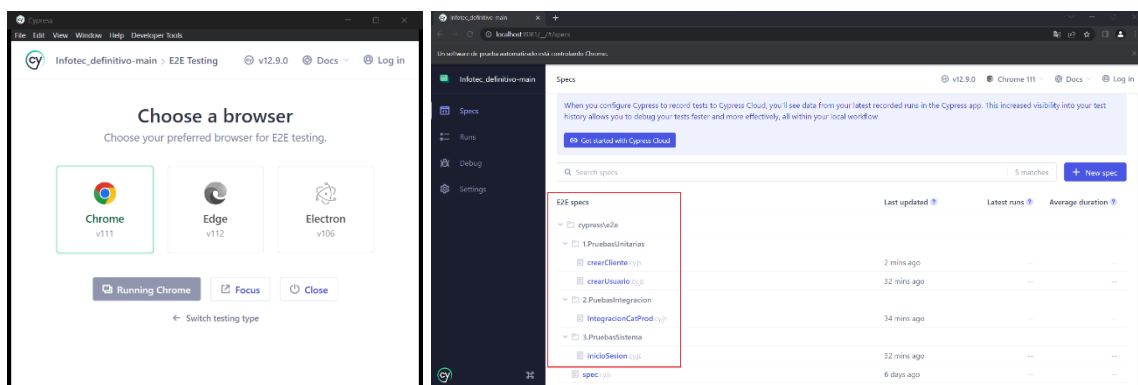 Cypress
File Edit View Window Help Developer Tools
cy Infotec_definitivo-main > E2E Testing v12.9.0 Docs Log in
Choose a browser
Choose your preferred browser for E2E testing.
Chrome
v111
Edge
v112
Electron
v106
Running Chrome Focus Close
← Switch testing type
Infotec_definitivo-main
Un software de prueba automatizado está controlando Chrome.
Infotec_definitivo-main
Specs
Runs
Debug
Settings
cy
Specs v12.9.0 Chrome 111 Docs Log in
When you configure Cypress to record tests to Cypress Cloud, you'll see data from your latest recorded runs in the Cypress app. This increased visibility into your test
history allows you to debug your tests faster and more effectively, all within your local workflow.
Get started with Cypress Cloud
Search specs 5 matches + New spec
E2E specs Last updated Latest runs Average duration
cypress\e2e
1.PruebasUnitarias
crearCliente.cy.js 2 mins ago -- --
crearUsuario.cy.js 32 mins ago -- --
2.PuebasIntegracion
IntegracionCatProd.cy.js 34 mins ago -- --
3.PruebasSistema
inicioSesion.cy.js 32 mins ago -- --
spec.cy.js 6 days ago -- --